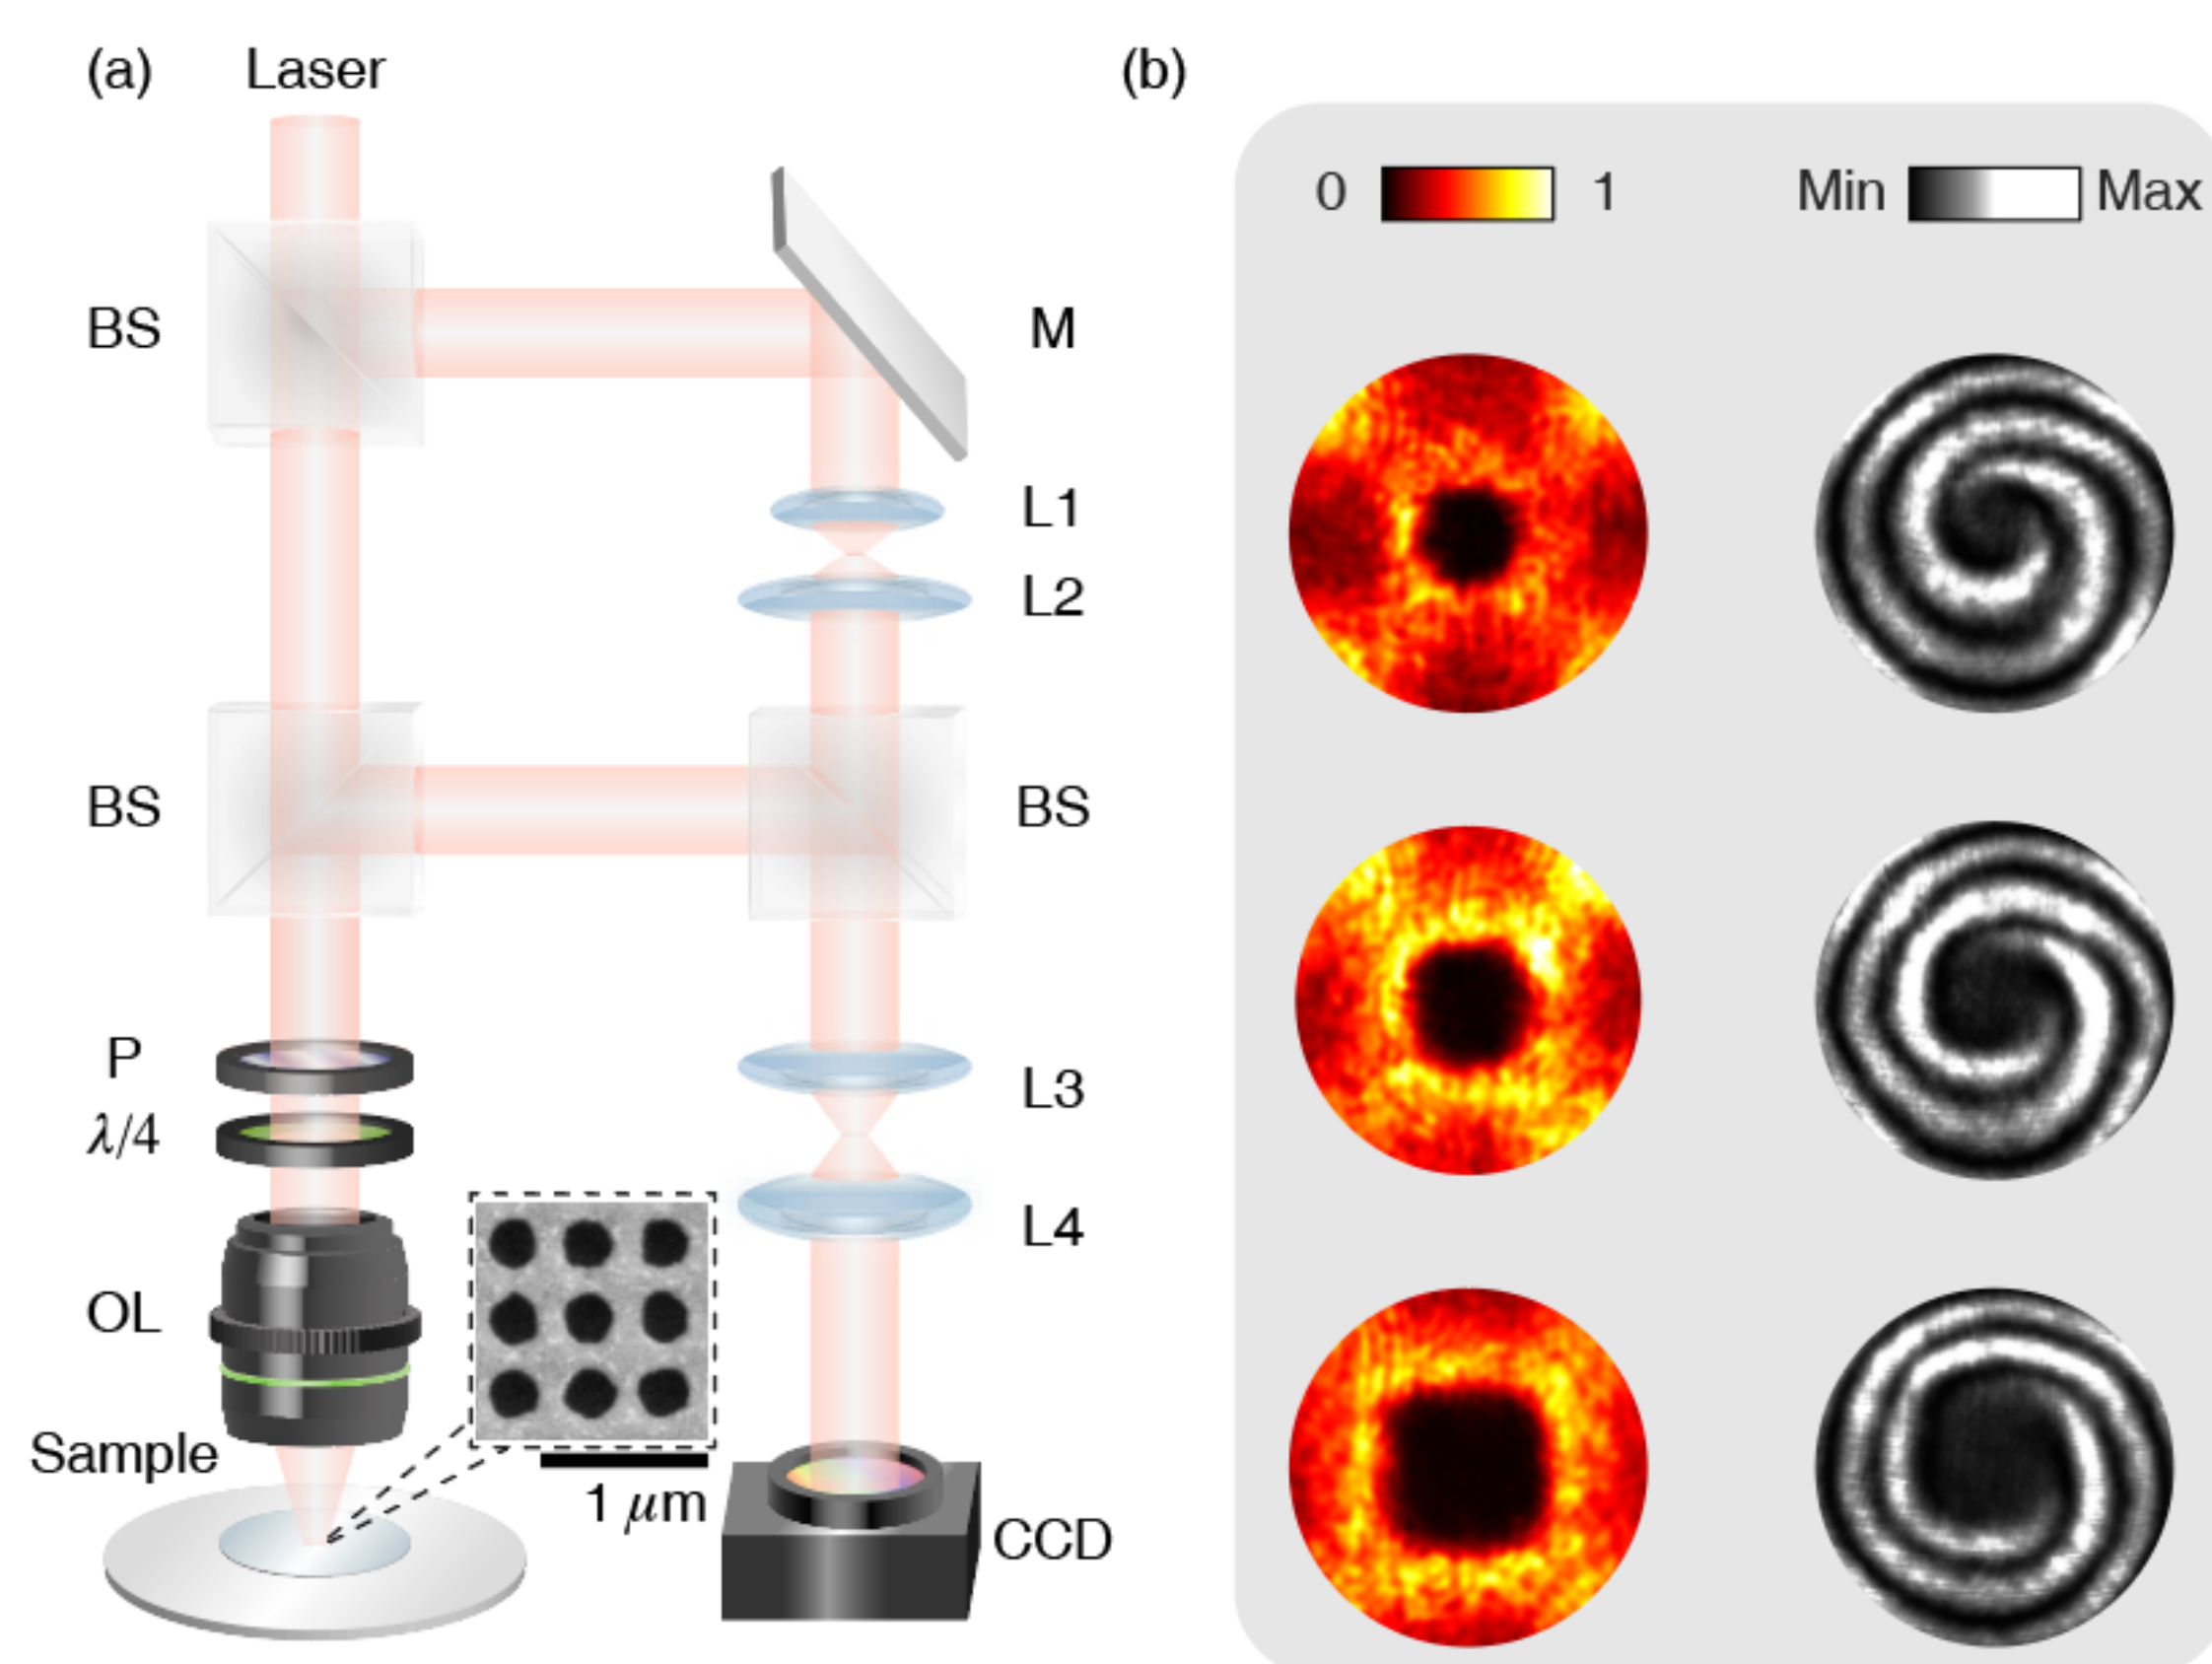 (a) Laser
BS
M
L1
L2
BS
BS
P
L3
λ/4
L4
OL
Sample
1 μm
CCD
(b)
0 1
Min Max